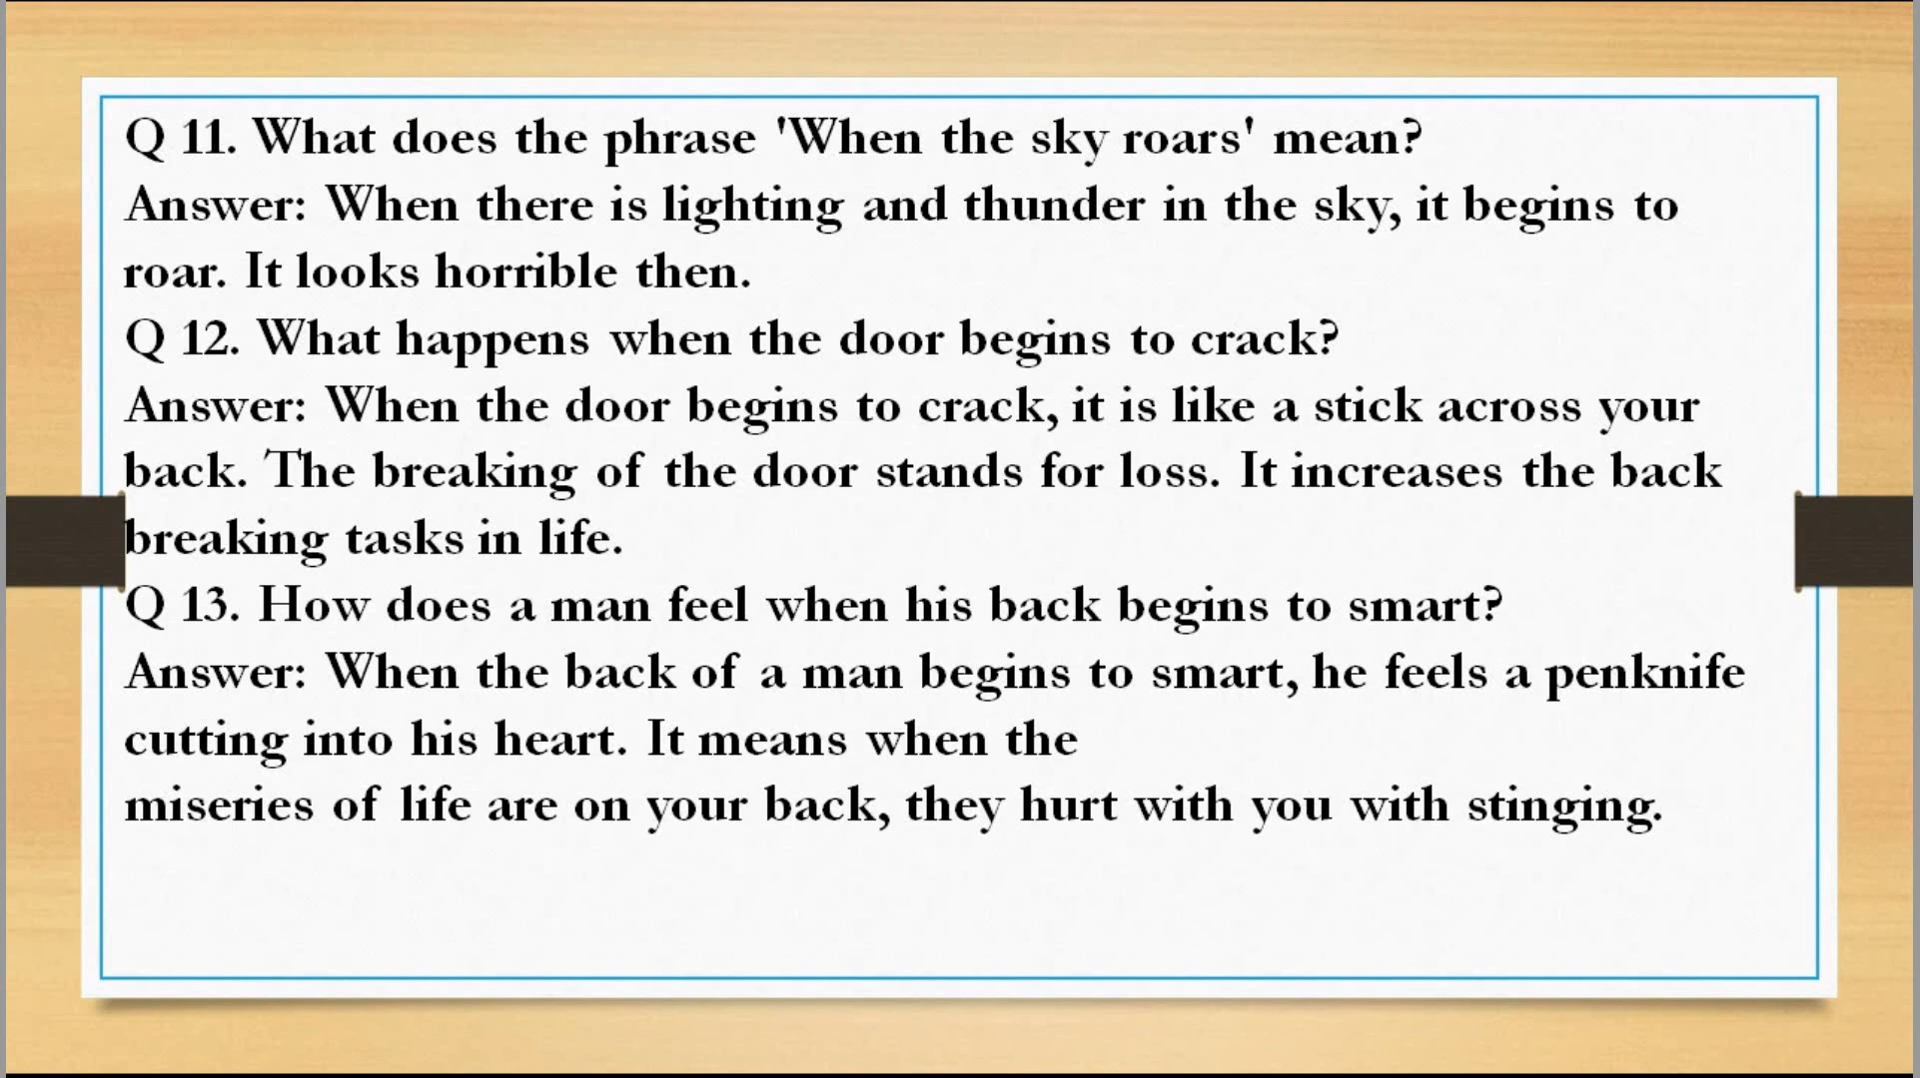 Q 11. What does the phrase 'When the sky roars' mean?
Answer: When there is lighting and thunder in the sky, it begins to
roar. It looks horrible then.
Q 12. What happens when the door begins to crack?
Answer: When the door begins to crack, it is like a stick across your
back. The breaking of the door stands for loss. It increases the back
breaking tasks in life.
Q 13. How does a man feel when his back begins to smart?
Answer: When the back of a man begins to smart, he feels a penknife
cutting into his heart. It means when the
miseries of life are on your back, they hurt with you with stinging.